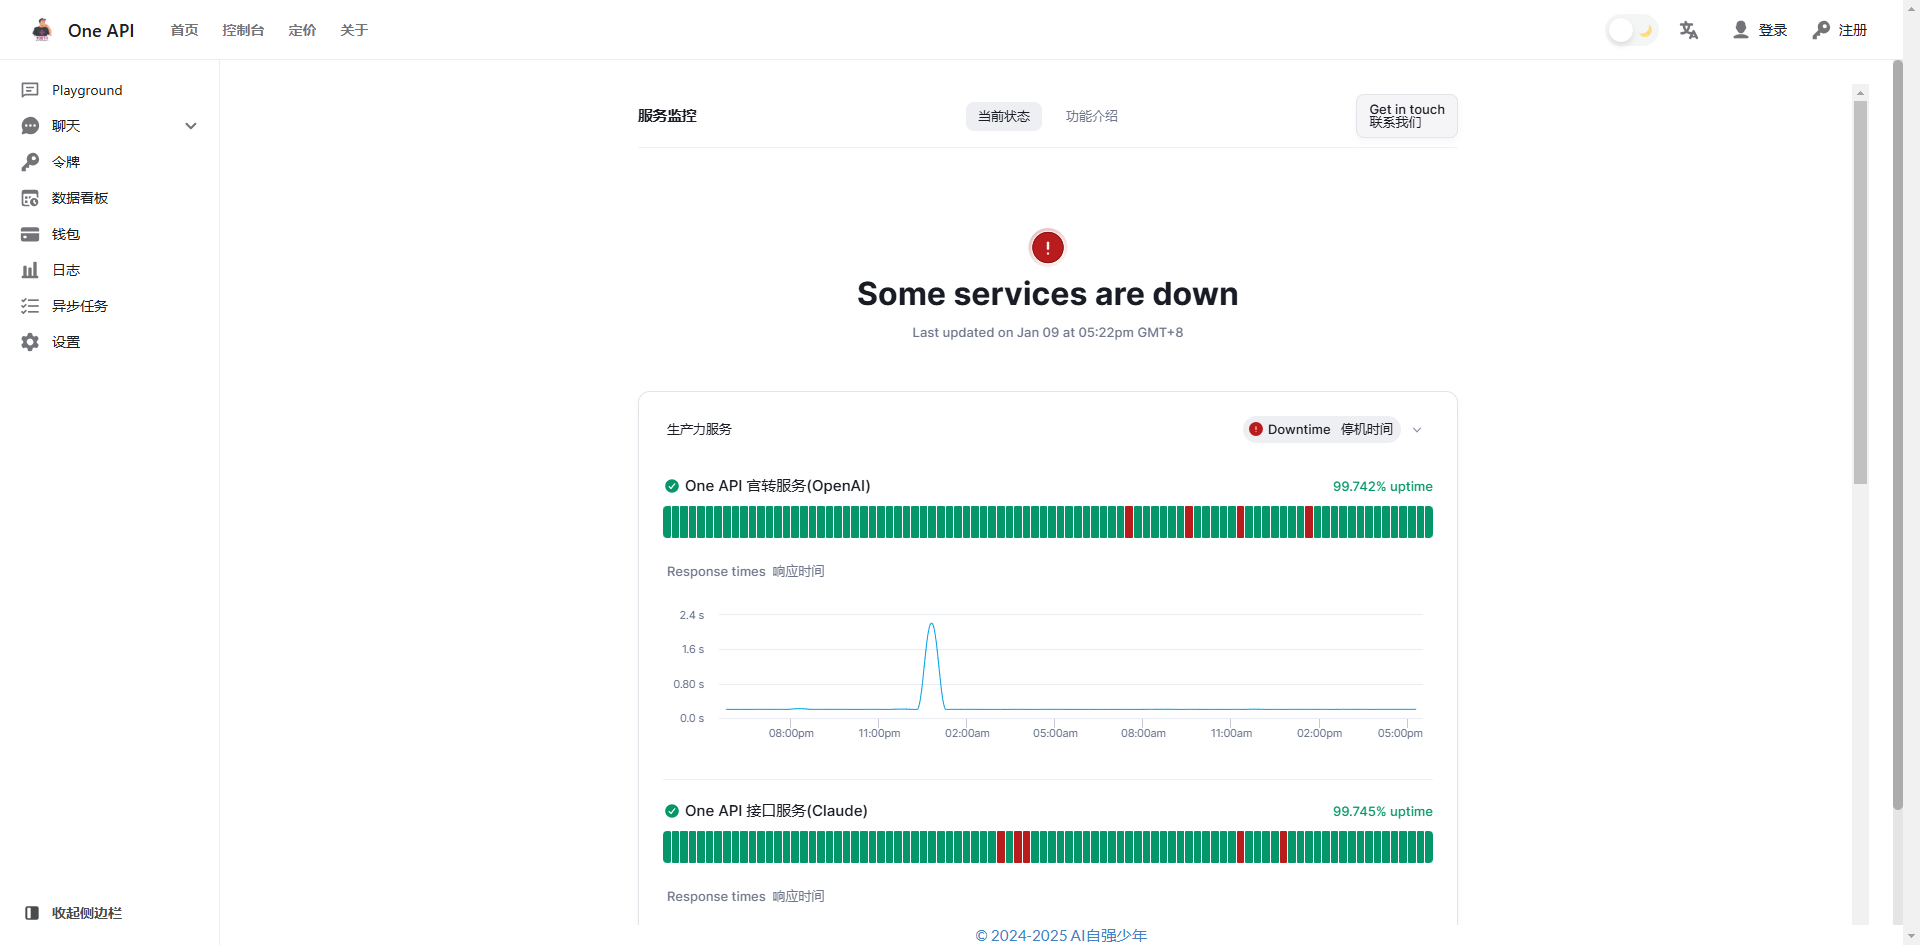 One API
首页
控制台
定价
关于
登录
注册
Playground
聊天
令牌
数据看板
钱包
日志
异步任务
设置
收起侧边栏
服务监控
当前状态
功能介绍
Get in touch
联系我们
Some services are down
Last updated on Jan 09 at 05:22pm GMT+8
生产力服务
Downtime 停机时间
One API 官转服务(OpenAI)
99.742% uptime
Response times 响应时间
2.4 s
1.6 s
0.80 s
0.0 s
08:00pm
11:00pm
02:00am
05:00am
08:00am
11:00am
02:00pm
05:00pm
One API 接口服务(Claude)
99.745% uptime
Response times 响应时间
© 2024-2025 AI自强少年